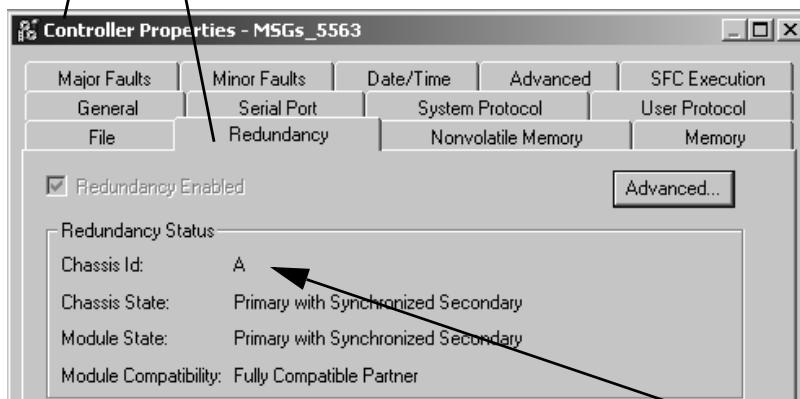 Controller Properties - MSGs_5563
Major Faults Minor Faults Date/Time Advanced SFC Execution
General Serial Port System Protocol User Protocol
File Redundancy Nonvolatile Memory Memory
Redundancy Enabled Advanced...
Redundancy Status
Chassis Id: A
Chassis State: Primary with Synchronized Secondary
Module State: Primary with Synchronized Secondary
Module Compatibility: Fully Compatible Partner